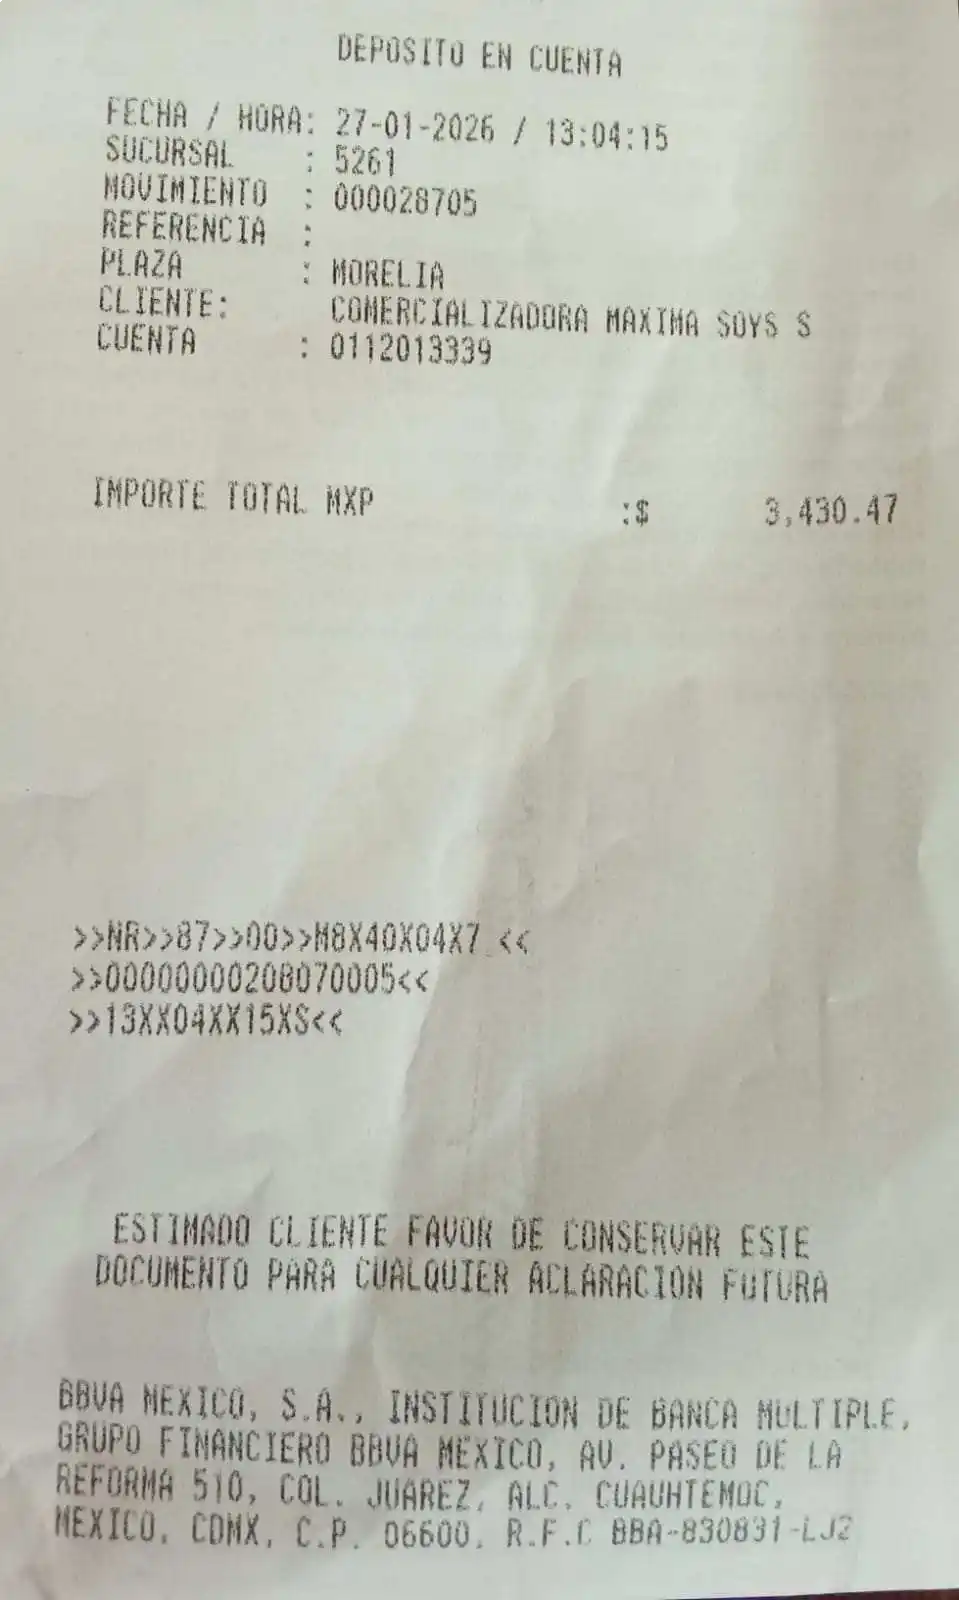 DEPOSITO EN CUENTA
FECHA / HORA: 27-01-2026 / 13:04:15
SUCURSAL : 5261
MOVIMIENTO : 000028705
REFERENCIA :
PLAZA : MORELIA
CLIENTE: COMERCIALIZADORA MAXIMA SOYS S
CUENTA : 0112013339
IMPORTE TOTAL MXP :$ 3,430.47
>>NR>>87>>00>>M8X40X04X7 <<
>>00000000208070005<<
>>13XX04XX15XS<<
ESTIMADO CLIENTE FAVOR DE CONSERVAR ESTE
DOCUMENTO PARA CUALQUIER ACLARACION FUTURA
BBVA MEXICO, S.A., INSTITUCION DE BANCA MULTIPLE,
GRUPO FINANCIERO BBVA MEXICO, AV. PASEO DE LA
REFORMA 510, COL. JUAREZ, ALC. CUAUHTEMOC,
MEXICO, CDMX, C.P. 06600, R.F.C BBA-830831-LJ2